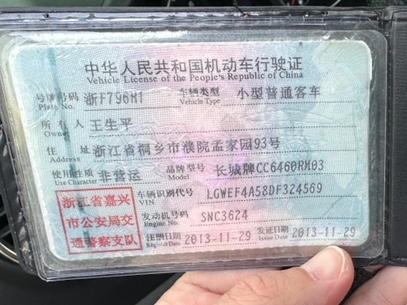 中华人民共和国机动车行驶证
Vehicle License of the People's Republic of China
号牌号码 浙FF796M1 车辆类型 小型普通客车
Plate No. Vehicle Type
所有人 王生平
Owner
住址 浙江省桐乡市濮院孟家园93号
Address
使用性质 非营运 品牌型号 长城牌CC6460RM03
Use Character Model
车辆识别代号 LGWEF4A58DF324569
VIN
发动机号码 SNC3624
Engine No.
注册日期 2013-11-29 发证日期 2013-11-29
Register Date Issue Date
浙江省嘉兴
市公安局交
通警察支队